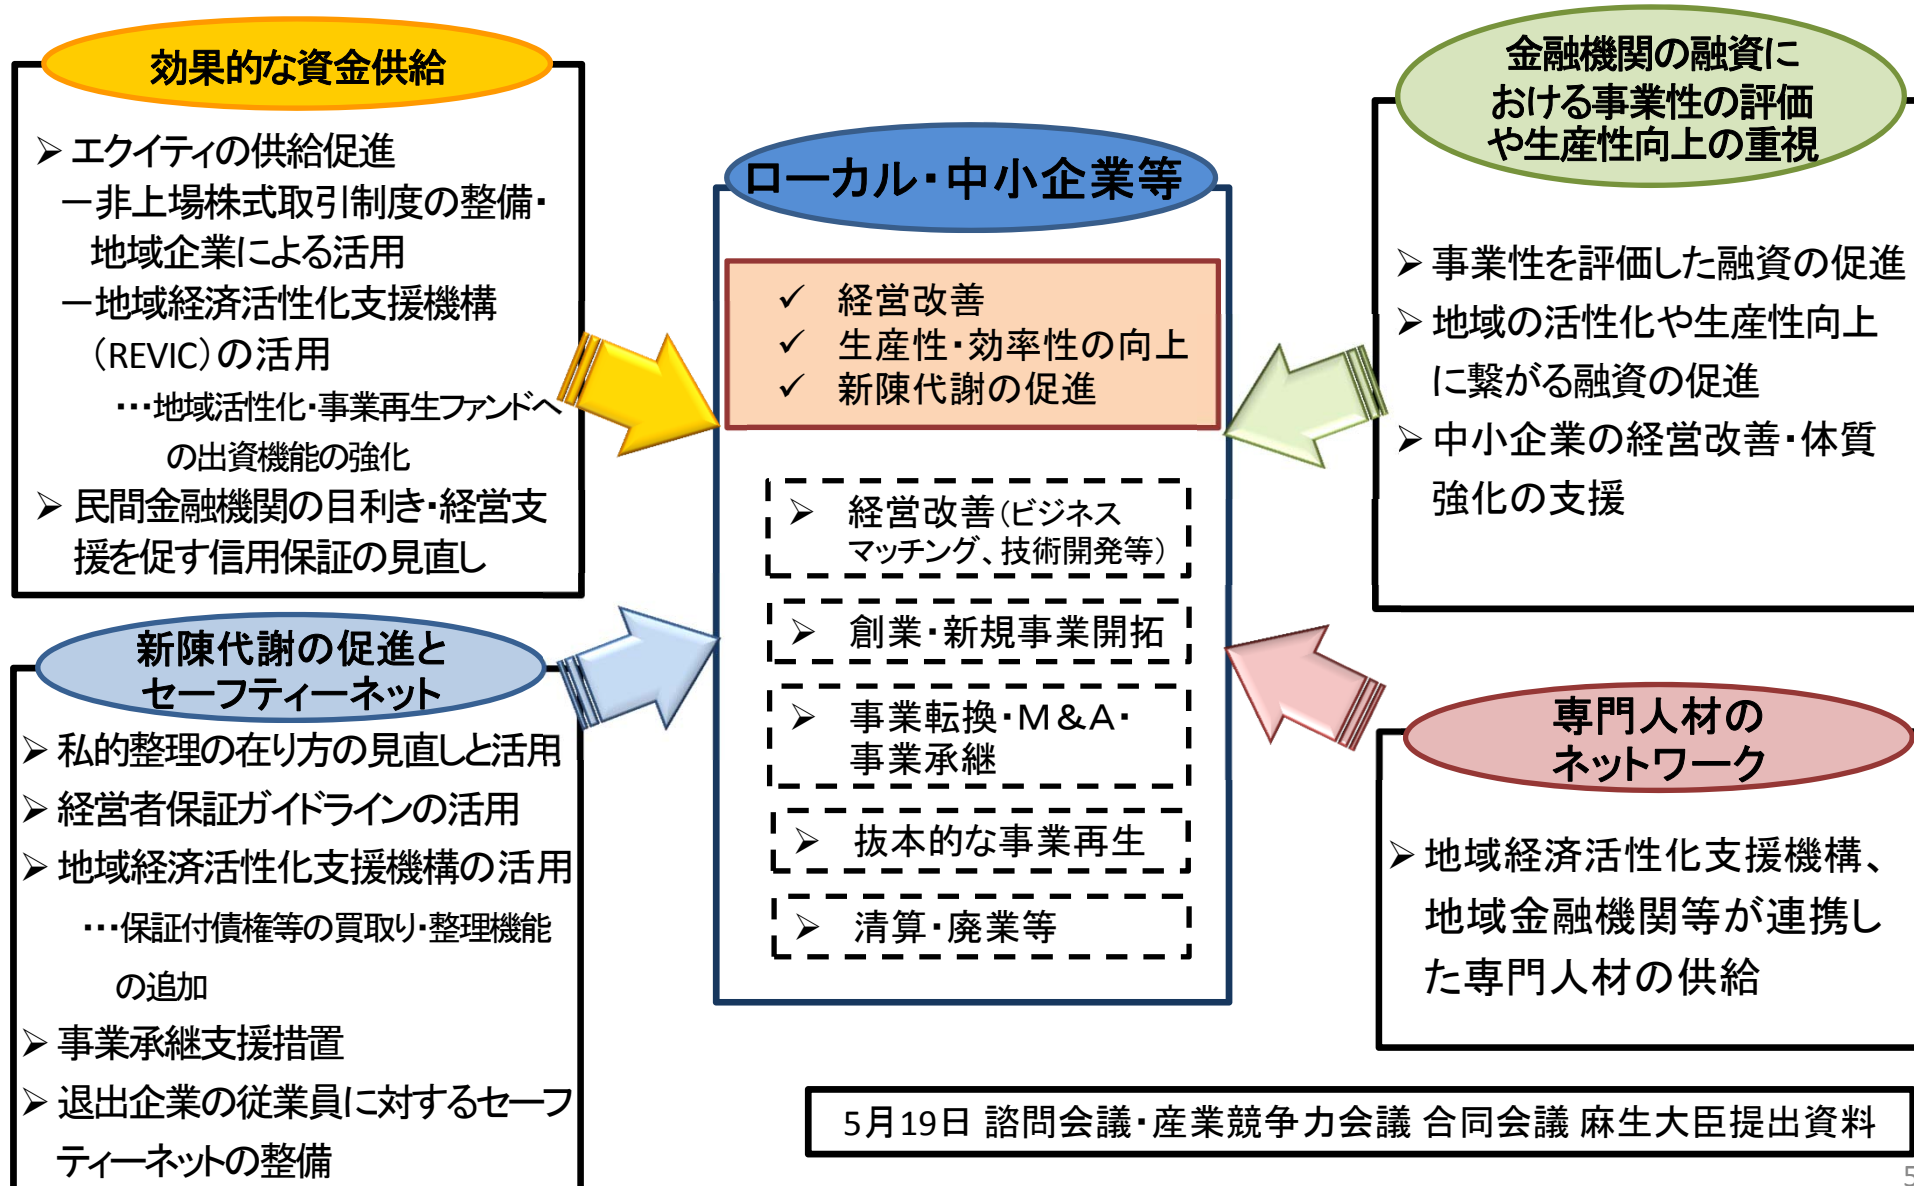 効果的な資金供給
➢ エクイティの供給促進
－非上場株式取引制度の整備・
地域企業による活用
－地域経済活性化支援機構
（REVIC）の活用
・・・地域活性化・事業再生ファンドへ
の出資機能の強化
➢ 民間金融機関の目利き・経営支
援を促す信用保証の見直し
新陳代謝の促進と
セーフティーネット
➢ 私的整理の在り方の見直しと活用
➢ 経営者保証ガイドラインの活用
➢ 地域経済活性化支援機構の活用
・・・保証付債権等の買取り・整理機能
の追加
➢ 事業承継支援措置
➢ 退出企業の従業員に対するセーフ
ティーネットの整備
ローカル・中小企業等
✓ 経営改善
✓ 生産性・効率性の向上
✓ 新陳代謝の促進
➢ 経営改善（ビジネス
マッチング、技術開発等）
➢ 創業・新規事業開拓
➢ 事業転換・Ｍ＆Ａ・
事業承継
➢ 抜本的な事業再生
➢ 清算・廃業等
金融機関の融資に
おける事業性の評価
や生産性向上の重視
➢ 事業性を評価した融資の促進
➢ 地域の活性化や生産性向上
に繋がる融資の促進
➢ 中小企業の経営改善・体質
強化の支援
専門人材の
ネットワーク
➢ 地域経済活性化支援機構、
地域金融機関等が連携し
た専門人材の供給
5月19日 諮問会議・産業競争力会議 合同会議 麻生大臣提出資料
5